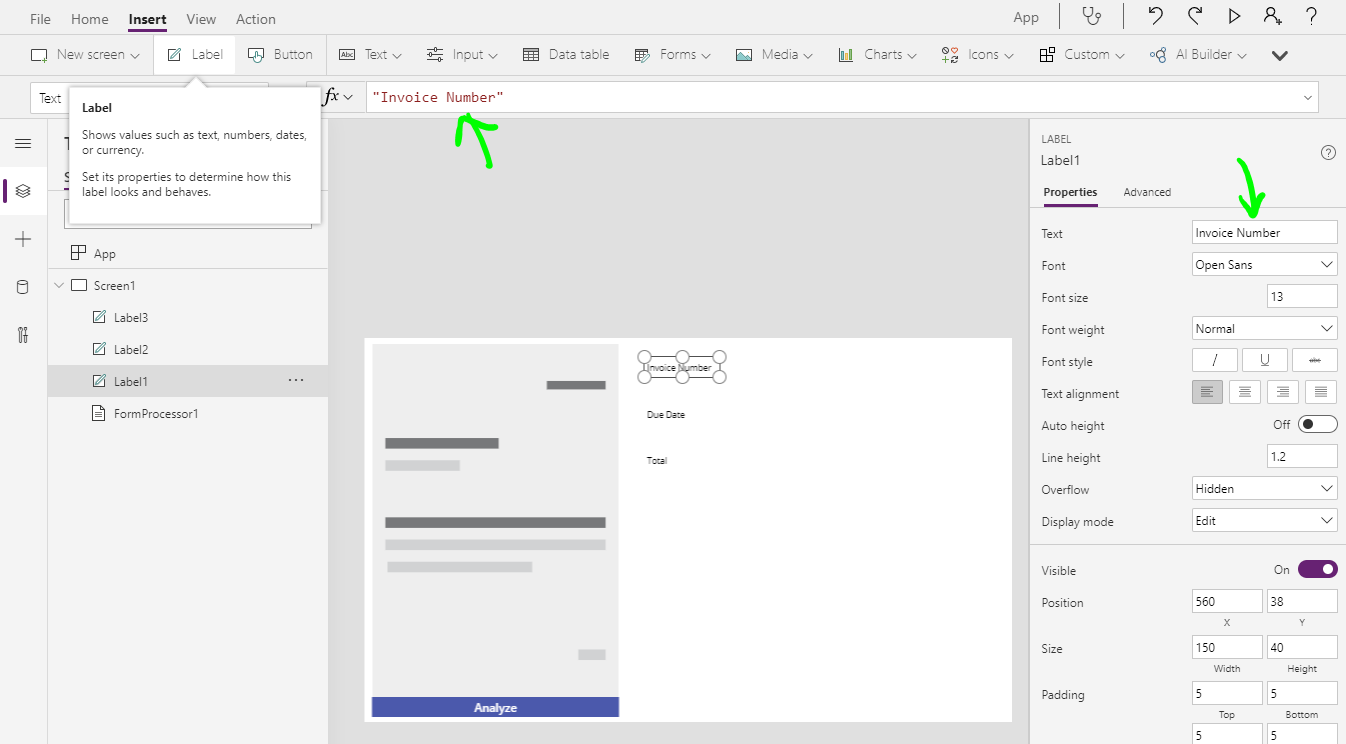 File Home Insert View Action App
New screen Label Button Abc Text Input Data table Forms Media Charts Icons Custom AI Builder
Text fx "Invoice Number"
Label
Shows values such as text, numbers, dates,
or currency.
Set its properties to determine how this
label looks and behaves.
App
Screen1
Label3
Label2
Label1
FormProcessor1
Invoice Number
Due Date
Total
Analyze
LABEL
Label1
Properties Advanced
Text Invoice Number
Font Open Sans
Font size 13
Font weight Normal
Font style / U abc
Text alignment
Auto height Off
Line height 1.2
Overflow Hidden
Display mode Edit
Visible On
Position 560 38
X Y
Size 150 40
Width Height
Padding 5 5
Top Bottom
5 5